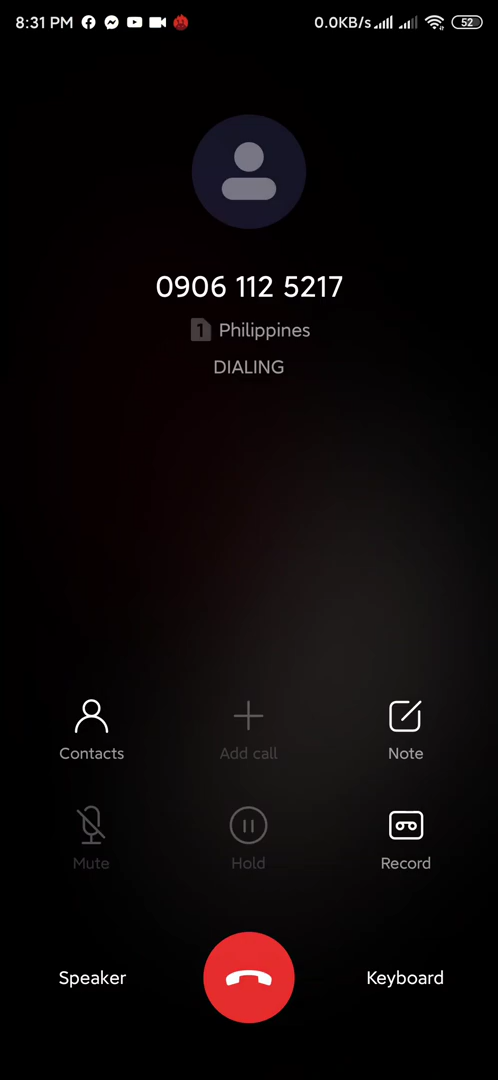 8:31 PM 0.0KB/s 52
0906 112 5217
1 Philippines
DIALING
Contacts Add call Note
Mute Hold Record
Speaker Keyboard